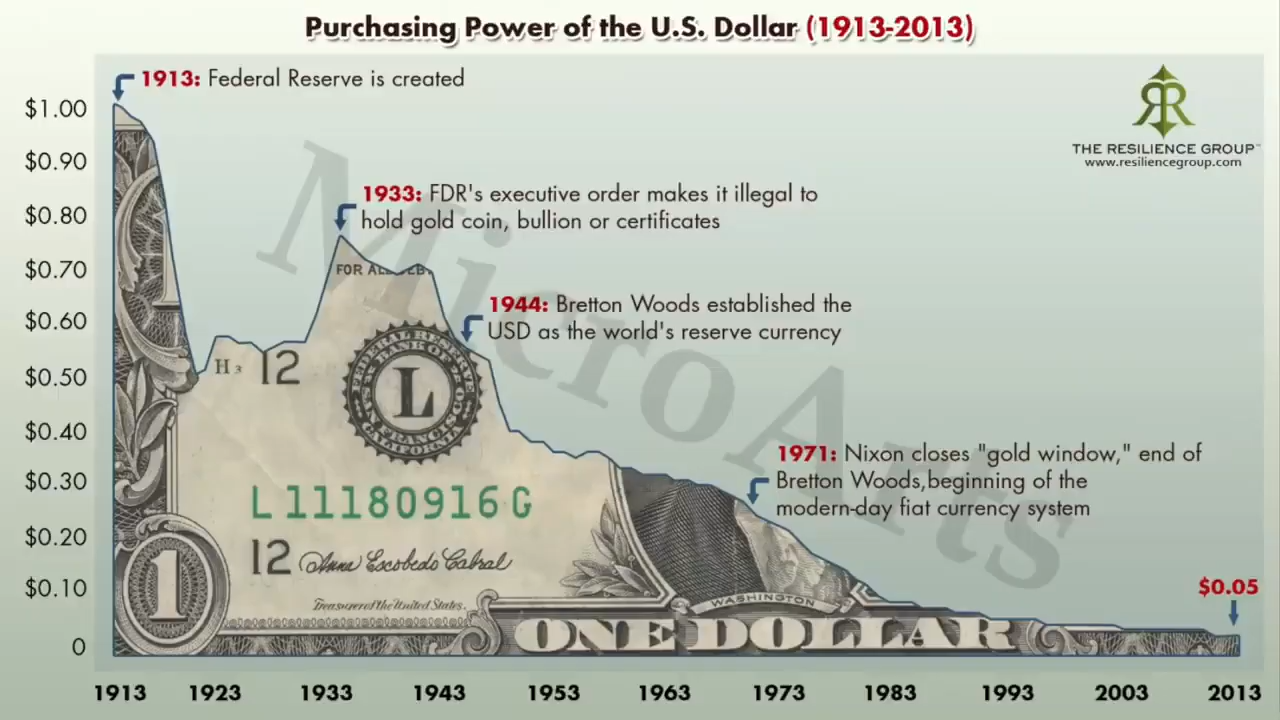 Purchasing Power of the U.S. Dollar (1913-2013)
1913: Federal Reserve is created
THE RESILIENCE GROUP™
www.resiliencegroup.com
1933: FDR's executive order makes it illegal to
hold gold coin, bullion or certificates
1944: Bretton Woods established the
USD as the world's reserve currency
1971: Nixon closes "gold window," end of
Bretton Woods,beginning of the
modern-day fiat currency system
$0.05
$1.00
$0.90
$0.80
$0.70
$0.60
$0.50
$0.40
$0.30
$0.20
$0.10
0
MicroArts
FOR ALL
H 3
12
L
L 11180916 G
12 Anna Escobedo Cabral
Treasurer of the United States.
1
WASHINGTON
ONE DOLLAR
1913 1923 1933 1943 1953 1963 1973 1983 1993 2003 2013